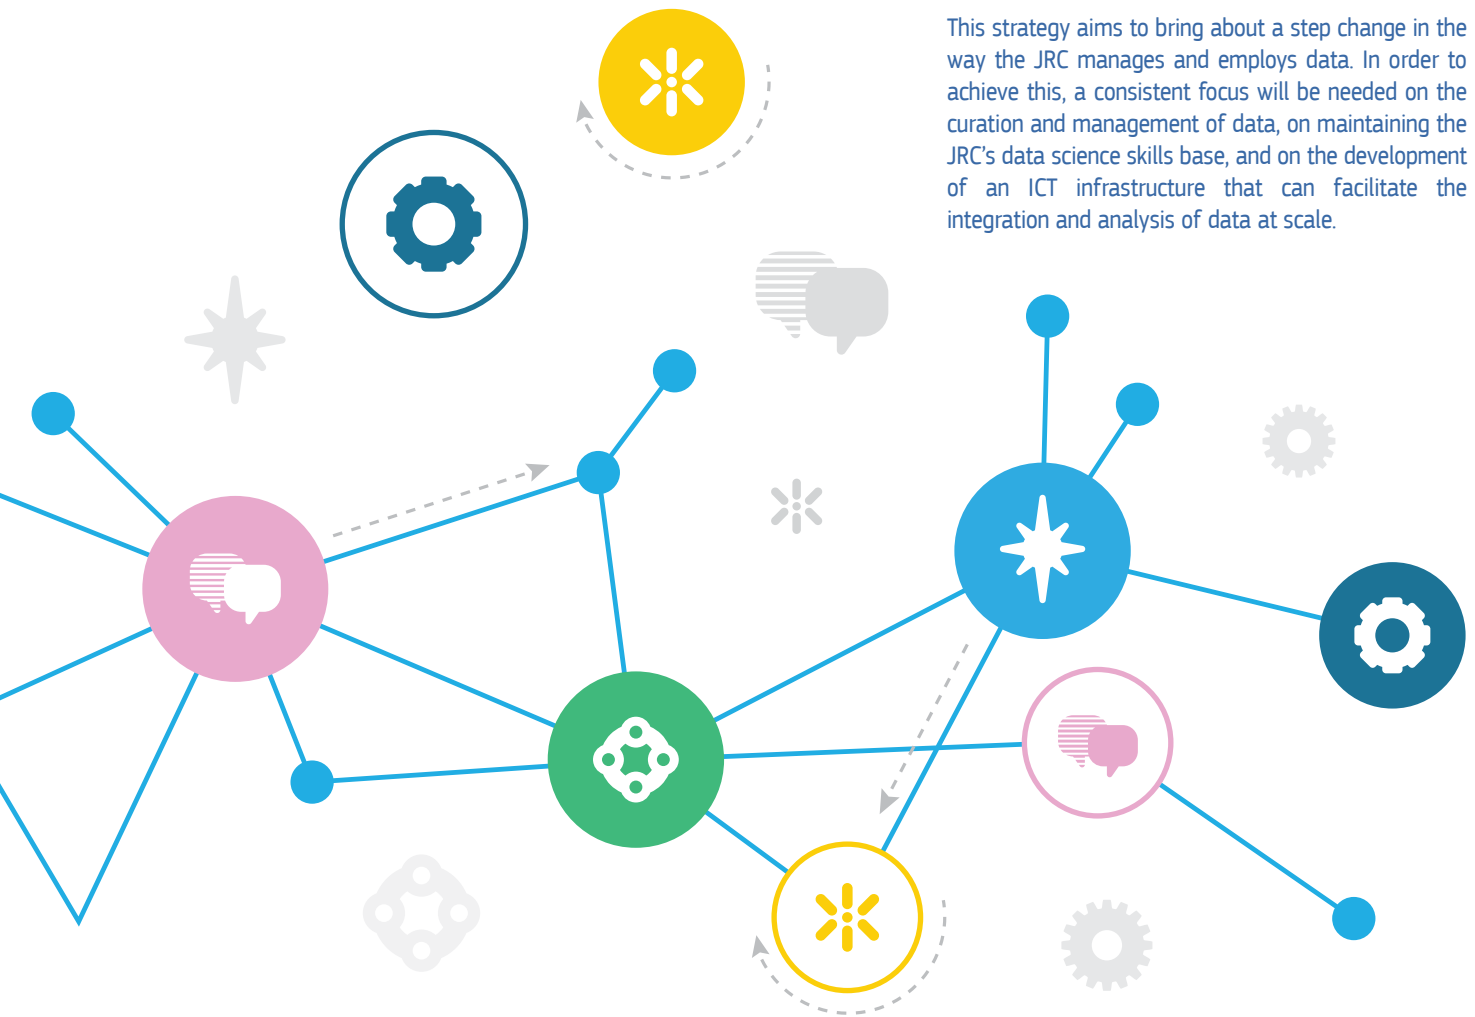 This strategy aims to bring about a step change in the
way the JRC manages and employs data. In order to
achieve this, a consistent focus will be needed on the
curation and management of data, on maintaining the
JRC’s data science skills base, and on the development
of an ICT infrastructure that can facilitate the
integration and analysis of data at scale.